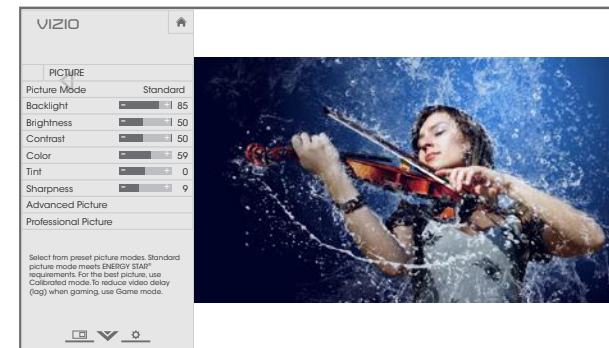 VIZIO
PICTURE
Picture Mode Standard
Backlight 85
Brightness 50
Contrast 50
Color 59
Tint 0
Sharpness 9
Advanced Picture
Professional Picture
Select from preset picture modes. Standard
picture mode meets ENERGY STAR®
requirements. For the best picture, use
Calibrated mode. To reduce video delay
(lag) when gaming, use Game mode.